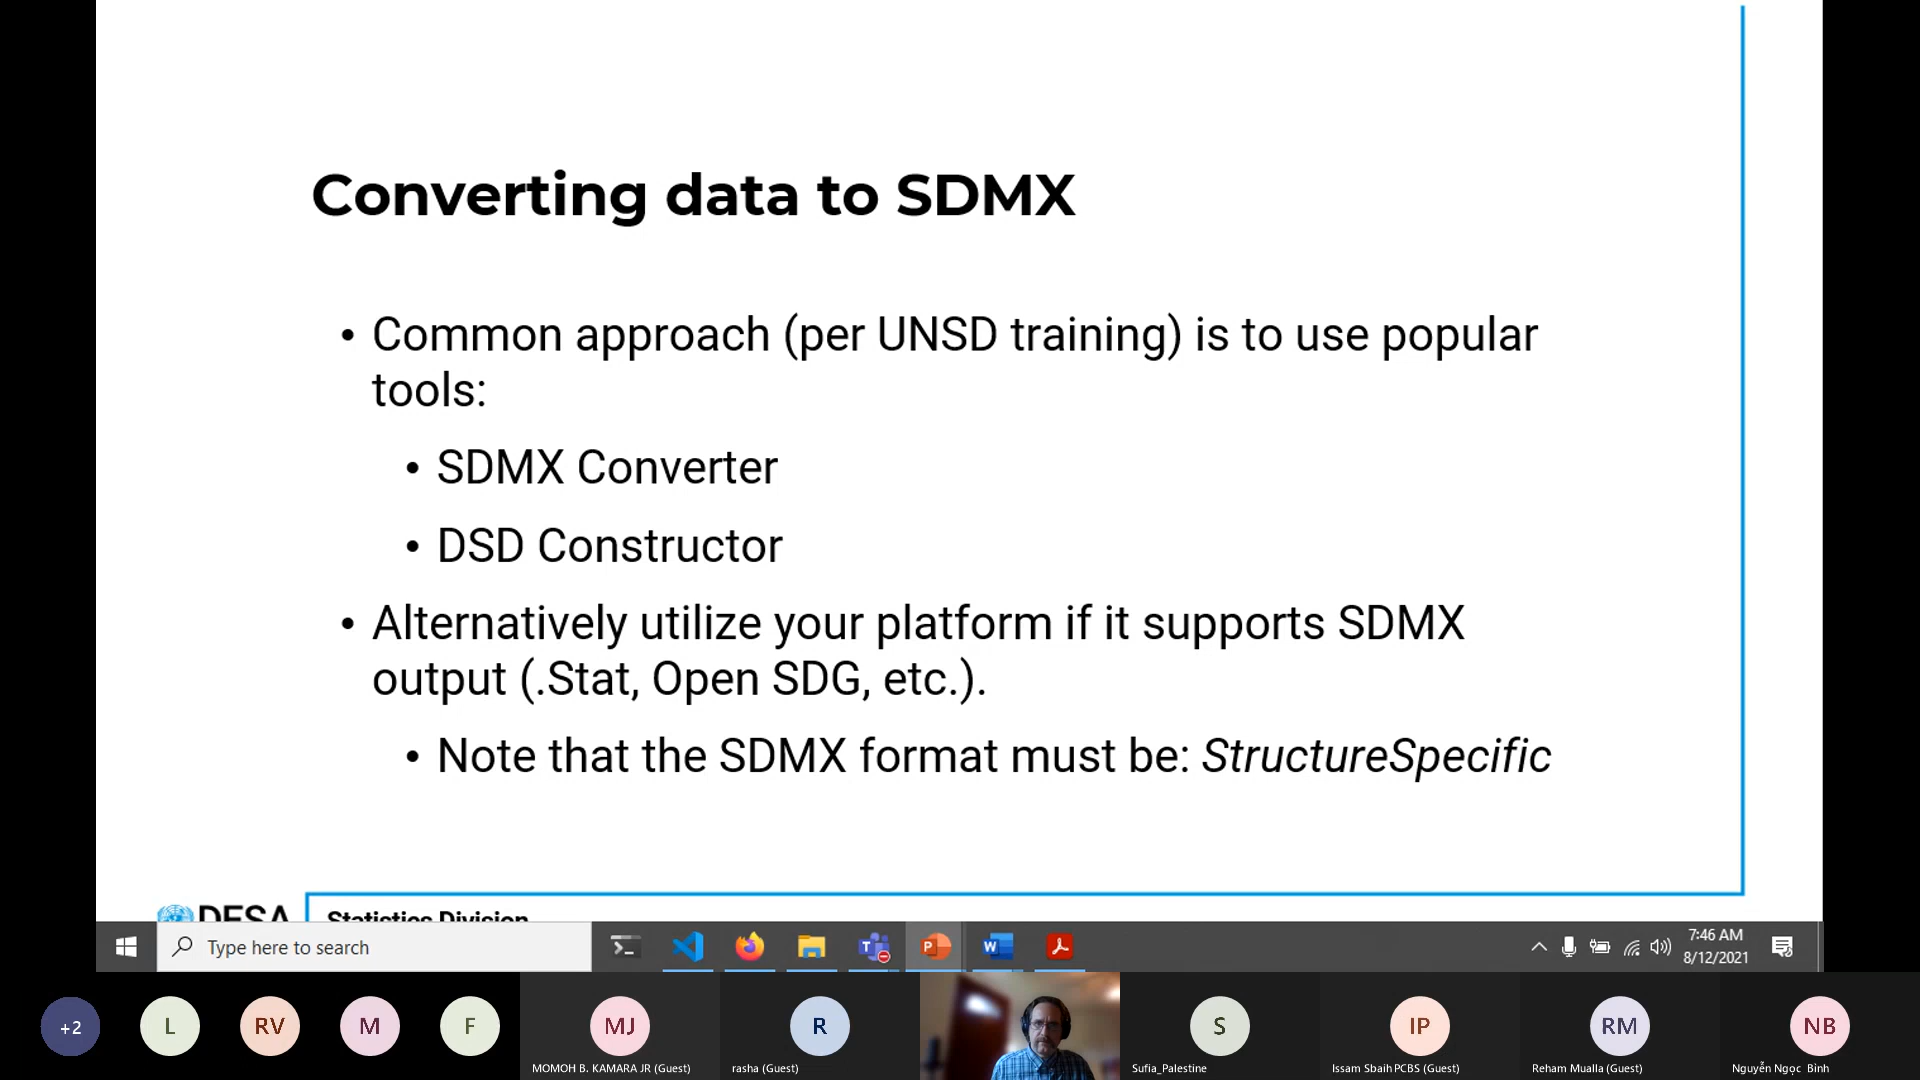 Converting data to SDMX
• Common approach (per UNSD training) is to use popular
tools:
• SDMX Converter
• DSD Constructor
• Alternatively utilize your platform if it supports SDMX
output (.Stat, Open SDG, etc.).
• Note that the SDMX format must be: StructureSpecific
DESA
Statistics Division
Type here to search
7:46 AM
8/12/2021
+2
L
RV
M
F
MJ
MOMOH B. KAMARA JR (Guest)
R
rasha (Guest)
S
Sufia_Palestine
IP
Issam Sbaih PCBS (Guest)
RM
Reham Mualla (Guest)
NB
Nguyễn Ngọc Bình